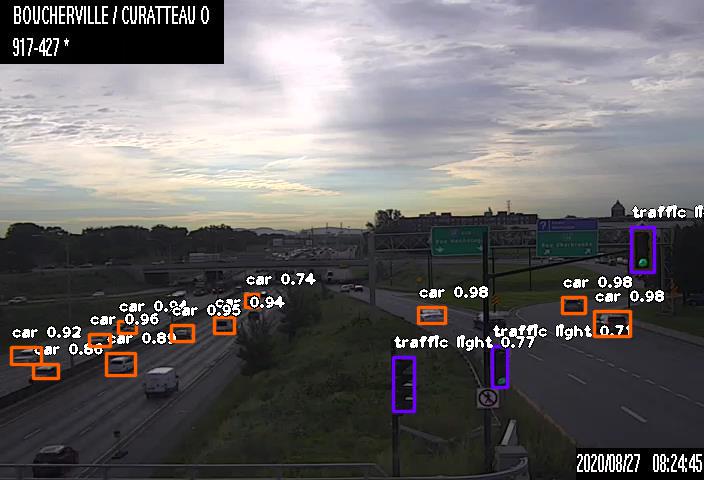 BOUCHERVILLE / CURATTEAU O
917-427 *
traffic li
car 0.74
car 0.98
car 0.98
car 0.94
car 0.94
car 0.98
car 0.95
car 0.96
car 0.92
car 0.89
traffic light 0.71
car 0.86
traffic light 0.77
2020/08/27 08:24:45